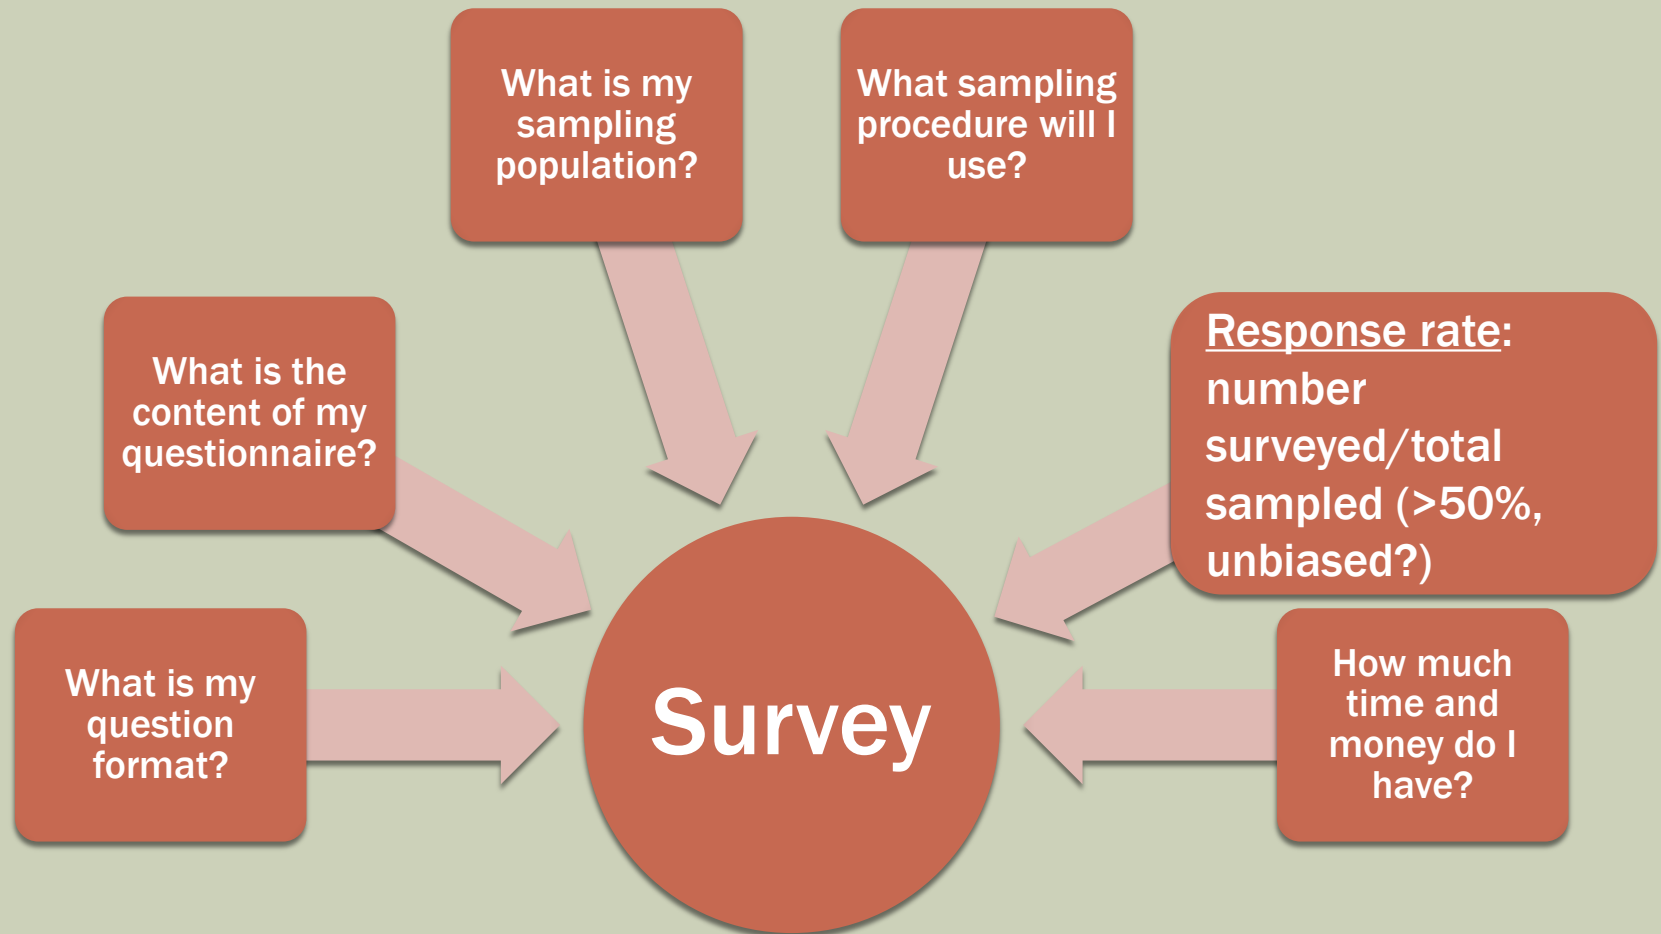 What is my
sampling
population?
What sampling
procedure will I
use?
What is the
content of my
questionnaire?
Response rate:
number
surveyed/total
sampled (>50%,
unbiased?)
What is my
question
format?
Survey
How much
time and
money do I
have?